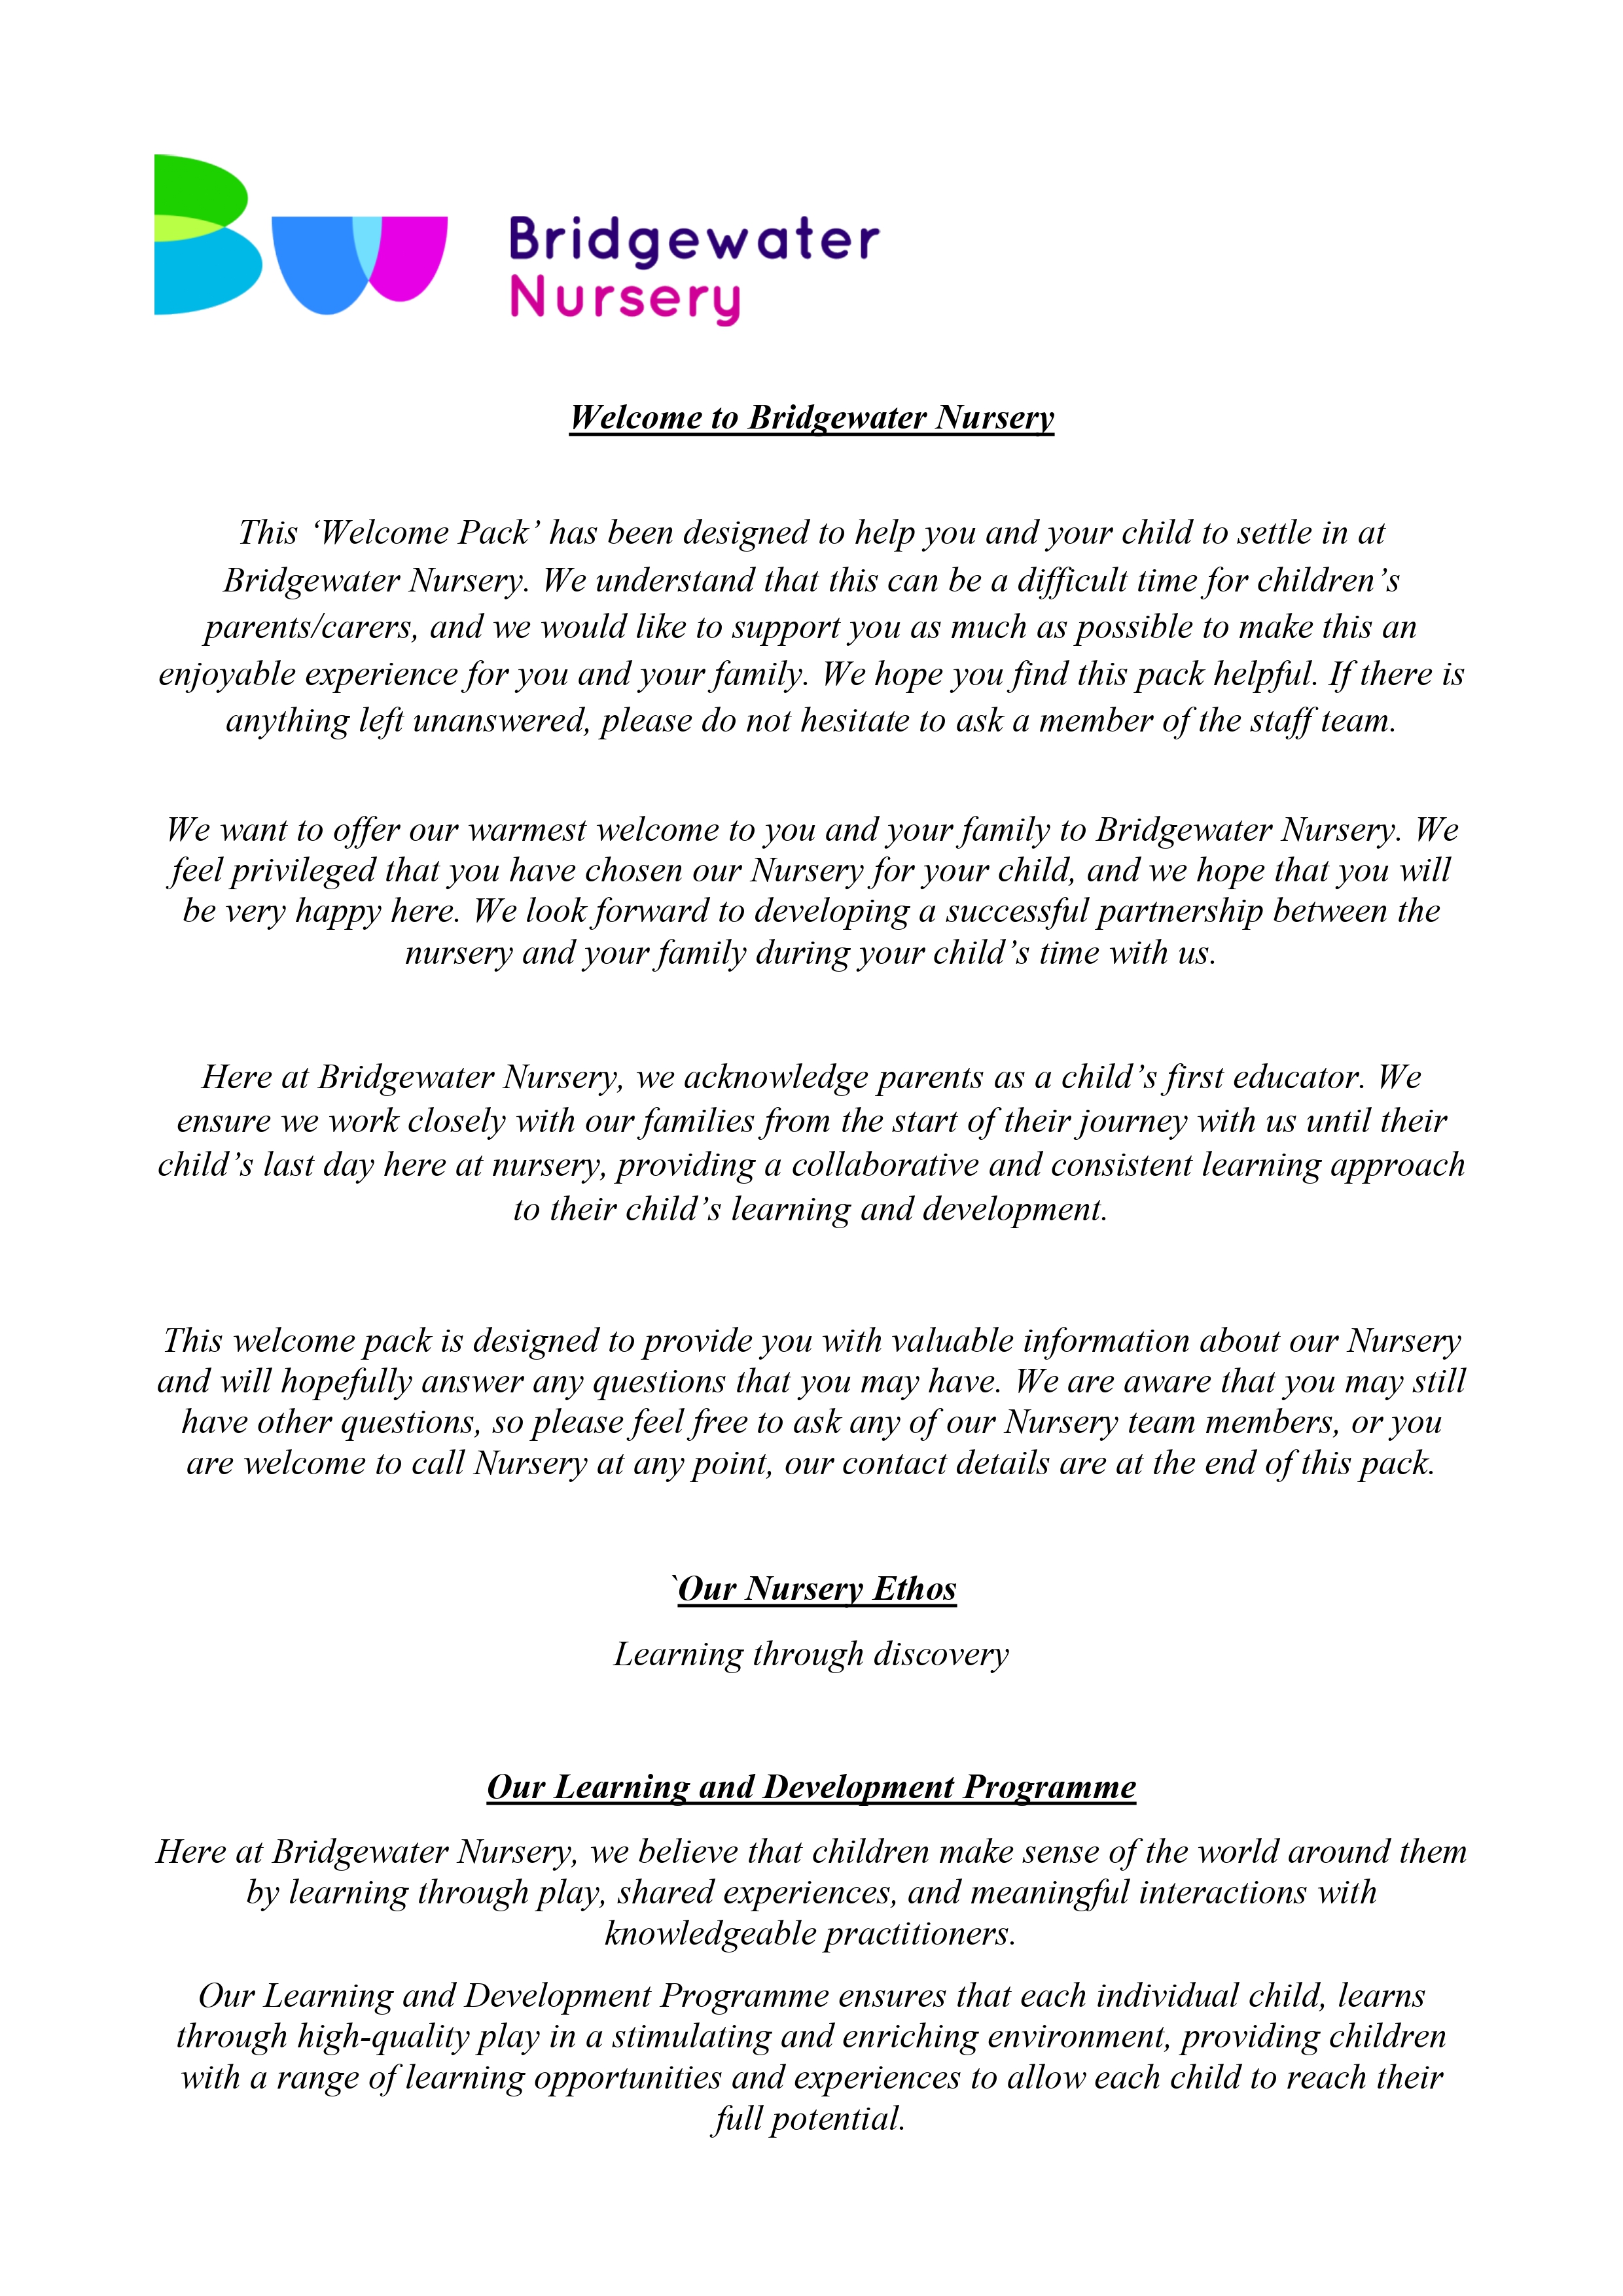 Bridgewater
Nursery
Welcome to Bridgewater Nursery
This ‘Welcome Pack’ has been designed to help you and your child to settle in at
Bridgewater Nursery. We understand that this can be a difficult time for children’s
parents/carers, and we would like to support you as much as possible to make this an
enjoyable experience for you and your family. We hope you find this pack helpful. If there is
anything left unanswered, please do not hesitate to ask a member of the staff team.
We want to offer our warmest welcome to you and your family to Bridgewater Nursery. We
feel privileged that you have chosen our Nursery for your child, and we hope that you will
be very happy here. We look forward to developing a successful partnership between the
nursery and your family during your child’s time with us.
Here at Bridgewater Nursery, we acknowledge parents as a child’s first educator. We
ensure we work closely with our families from the start of their journey with us until their
child’s last day here at nursery, providing a collaborative and consistent learning approach
to their child’s learning and development.
This welcome pack is designed to provide you with valuable information about our Nursery
and will hopefully answer any questions that you may have. We are aware that you may still
have other questions, so please feel free to ask any of our Nursery team members, or you
are welcome to call Nursery at any point, our contact details are at the end of this pack.
`Our Nursery Ethos
Learning through discovery
Our Learning and Development Programme
Here at Bridgewater Nursery, we believe that children make sense of the world around them
by learning through play, shared experiences, and meaningful interactions with
knowledgeable practitioners.
Our Learning and Development Programme ensures that each individual child, learns
through high-quality play in a stimulating and enriching environment, providing children
with a range of learning opportunities and experiences to allow each child to reach their
full potential.